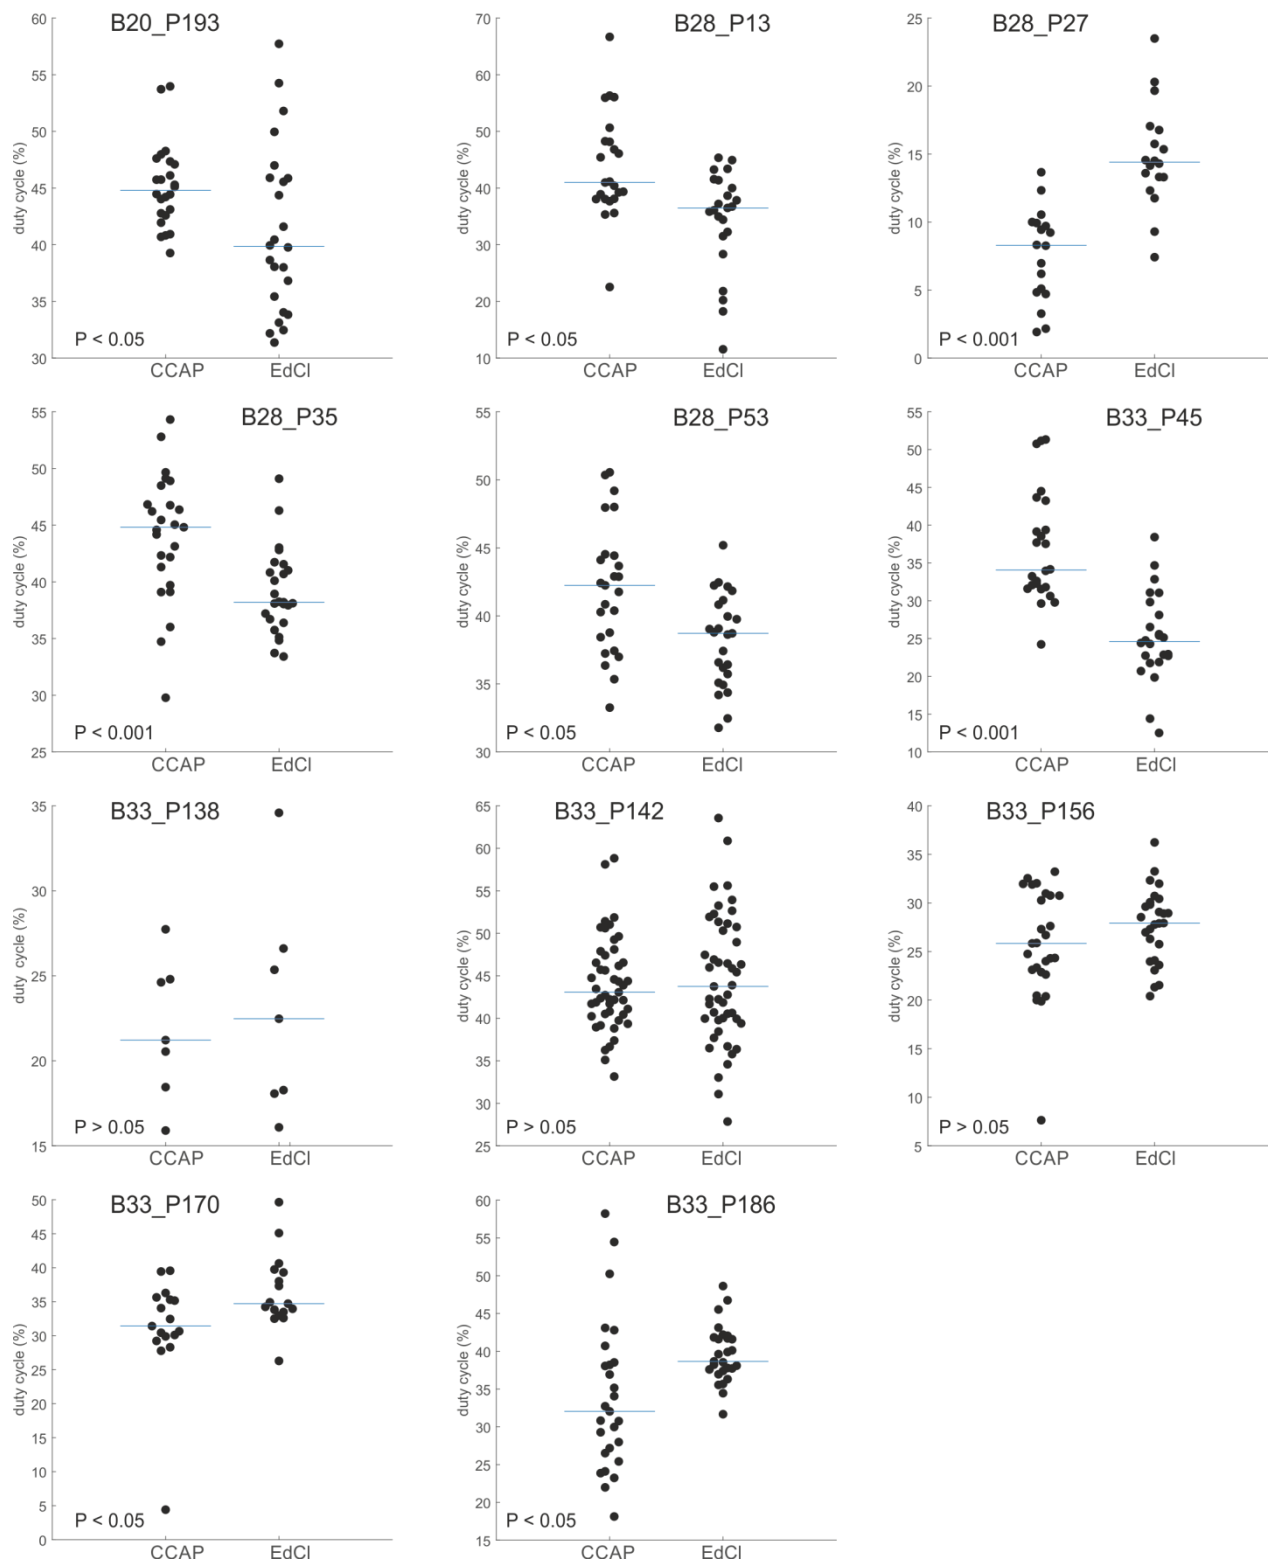 B20_P193
60
55
50
45
40
35
30
duty cycle (%)
P < 0.05
CCAP EdCl
B28_P13
70
60
50
40
30
20
10
duty cycle (%)
P < 0.05
CCAP EdCl
B28_P27
25
20
15
10
5
0
duty cycle (%)
P < 0.001
CCAP EdCl
B28_P35
55
50
45
40
35
30
25
duty cycle (%)
P < 0.001
CCAP EdCl
B28_P53
55
50
45
40
35
30
duty cycle (%)
P < 0.05
CCAP EdCl
B33_P45
55
50
45
40
35
30
25
20
15
10
duty cycle (%)
P < 0.001
CCAP EdCl
B33_P138
35
30
25
20
15
duty cycle (%)
P > 0.05
CCAP EdCl
B33_P142
65
60
55
50
45
40
35
30
25
duty cycle (%)
P > 0.05
CCAP EdCl
B33_P156
40
35
30
25
20
15
10
5
duty cycle (%)
P > 0.05
CCAP EdCl
B33_P170
50
45
40
35
30
25
20
15
10
5
0
duty cycle (%)
P < 0.05
CCAP EdCl
B33_P186
60
55
50
45
40
35
30
25
20
15
duty cycle (%)
P < 0.05
CCAP EdCl